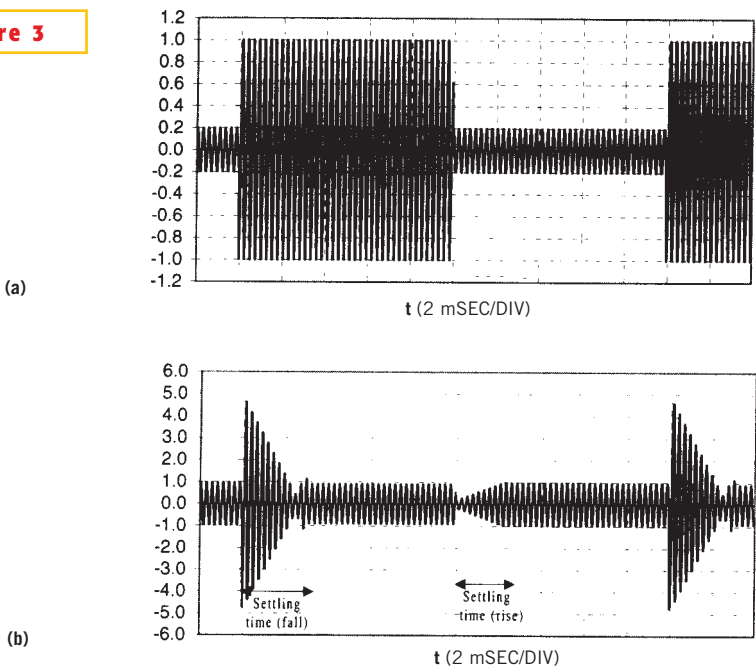 re 3
1.2
1.0
0.8
0.6
0.4
0.2
0.0
-0.2
-0.4
-0.6
-0.8
-1.0
-1.2
(a)
t (2 mSEC/DIV)
6.0
5.0
4.0
3.0
2.0
1.0
0.0
-1.0
-2.0
-3.0
-4.0
-5.0
-6.0
Settling
time (fall)
Settling
time (rise)
(b)
t (2 mSEC/DIV)